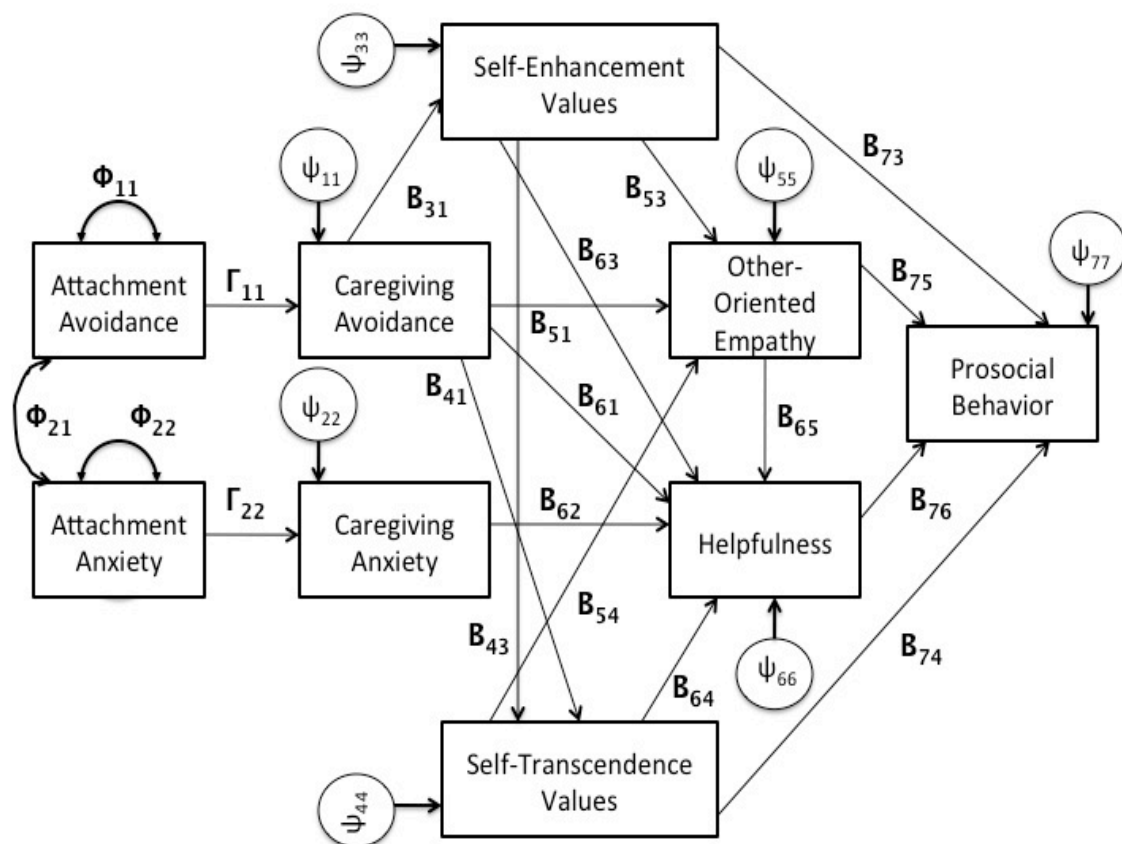 ψ33
Self-Enhancement
Values
B73
ψ11
Φ11
B31
B53
ψ55
B63
ψ77
Attachment
Avoidance
Γ11
Caregiving
Avoidance
Other-
Oriented
Empathy
B75
B51
B41
B61
Prosocial
Behavior
Φ21
Φ22
ψ22
B65
Attachment
Anxiety
Γ22
Caregiving
Anxiety
B62
Helpfulness
B76
B54
B43
B74
ψ66
B64
Self-Transcendence
Values
ψ44